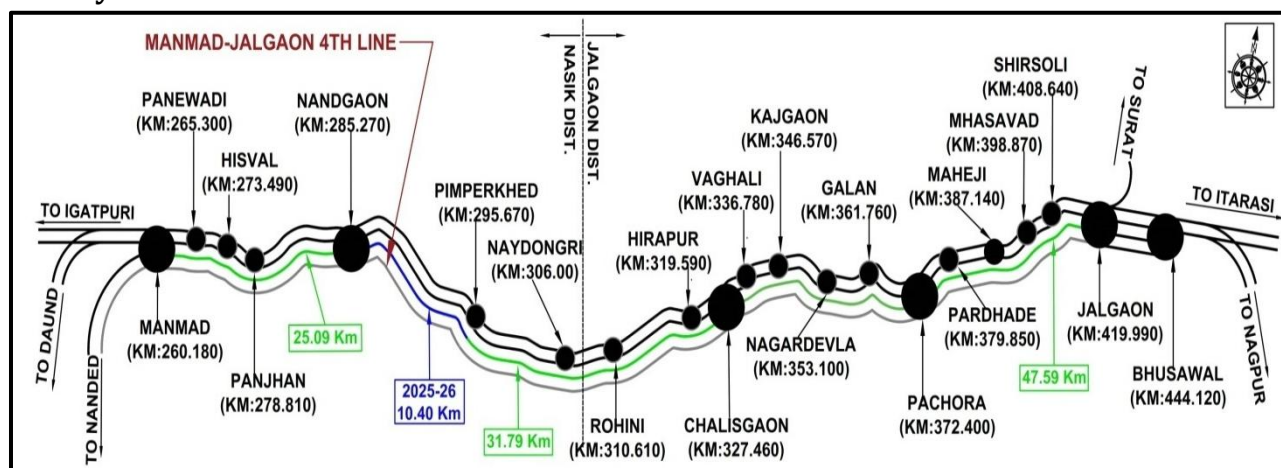 MANMAD-JALGAON 4TH LINE
NASIK DIST.
JALGAON DIST.
PANEWADI
(KM:265.300)
HISVAL
(KM:273.490)
NANDGAON
(KM:285.270)
PIMPERKHED
(KM:295.670)
NAYDONGRI
(KM:306.00)
HIRAPUR
(KM:319.590)
VAGHALI
(KM:336.780)
KAJGAON
(KM:346.570)
GALAN
(KM:361.760)
MAHEJI
(KM:387.140)
MHASAVAD
(KM:398.870)
SHIRSOLI
(KM:408.640)
TO SURAT
TO ITARASI
TO IGATPURI
TO DAUND
TO NANDED
MANMAD
(KM:260.180)
PANJHAN
(KM:278.810)
25.09 Km
2025-26
10.40 Km
31.79 Km
ROHINI
(KM:310.610)
CHALISGAON
(KM:327.460)
NAGARDEVLA
(KM:353.100)
PACHORA
(KM:372.400)
PARDHADE
(KM:379.850)
47.59 Km
JALGAON
(KM:419.990)
BHUSAWAL
(KM:444.120)
TO NAGPUR